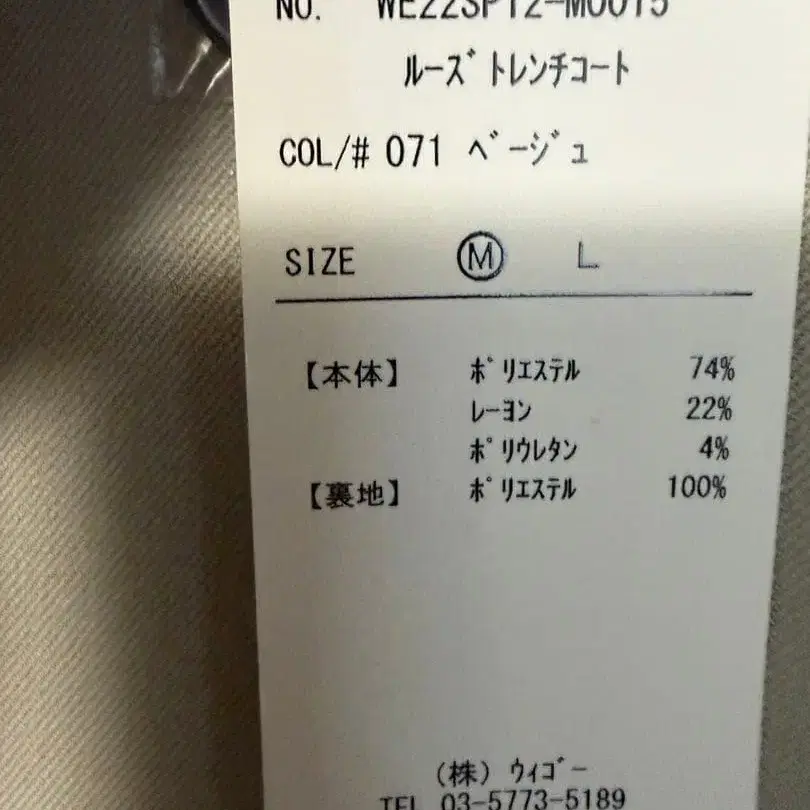 NO. WE22SP12-M0015
ﾙｰｽﾞﾄﾚﾝﾁｺｰﾄ
COL/# 071 ﾍﾞｰｼﾞｭ
SIZE Ⓜ L
【本体】 ﾎﾟﾘｴｽﾃﾙ 74%
ﾚｰﾖﾝ 22%
ﾎﾟﾘｳﾚﾀﾝ 4%
【裏地】 ﾎﾟﾘｴｽﾃﾙ 100%
(株) ｳｨｺﾞｰ
TEL 03-5773-5189